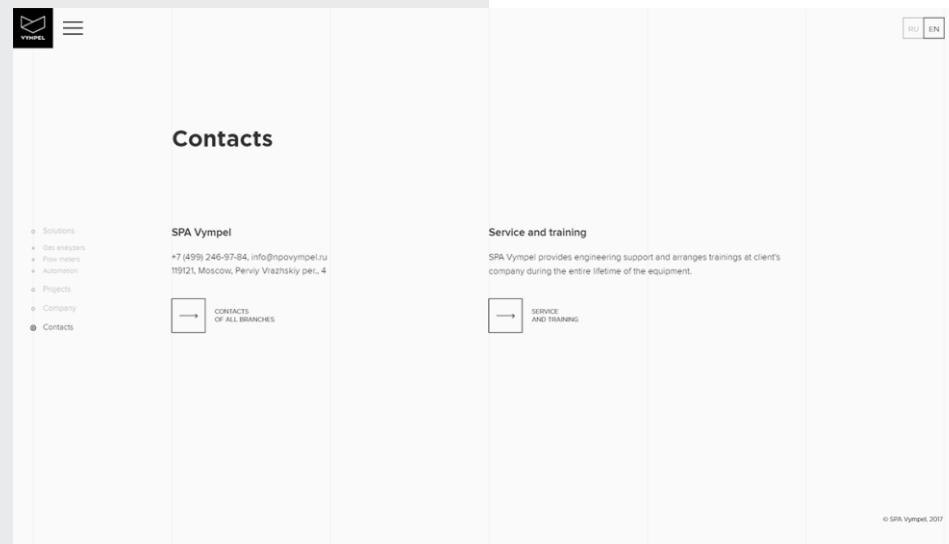 VYMPEL
RU EN
Contacts
Solutions
Gas analyzers
Flow meters
Automation
Projects
Company
Contacts
SPA Vympel
+7 (499) 246-97-84, info@npovympel.ru
119121, Moscow, Perviy Vrazhskiy per., 4
CONTACTS
OF ALL BRANCHES
Service and training
SPA Vympel provides engineering support and arranges trainings at client's
company during the entire lifetime of the equipment.
SERVICE
AND TRAINING
© SPA Vympel, 2017